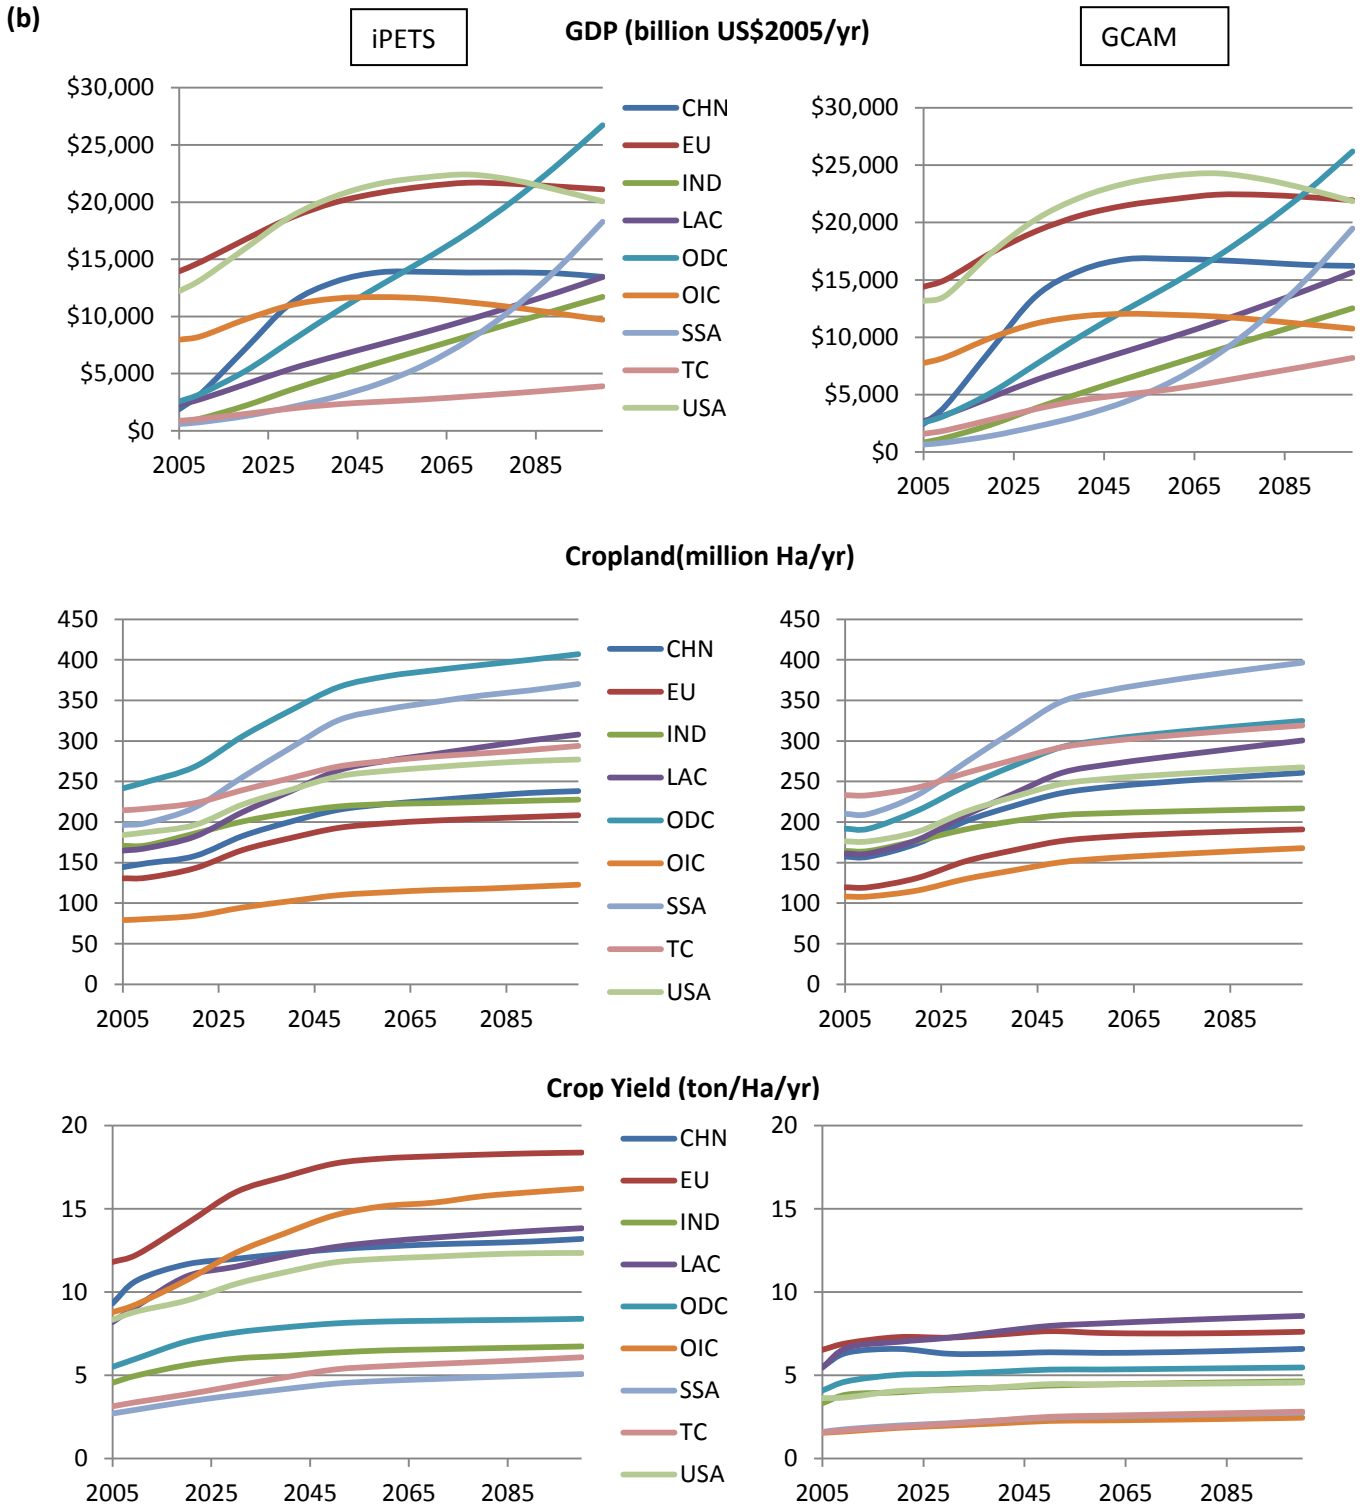 (b)
iPETS
GDP (billion US$2005/yr)
GCAM
$30,000
$25,000
$20,000
$15,000
$10,000
$5,000
$0
2005 2025 2045 2065 2085
CHN
EU
IND
LAC
ODC
OIC
SSA
TC
USA
$30,000
$25,000
$20,000
$15,000
$10,000
$5,000
$0
2005 2025 2045 2065 2085
Cropland(million Ha/yr)
450
400
350
300
250
200
150
100
50
0
2005 2025 2045 2065 2085
CHN
EU
IND
LAC
ODC
OIC
SSA
TC
USA
450
400
350
300
250
200
150
100
50
0
2005 2025 2045 2065 2085
Crop Yield (ton/Ha/yr)
20
15
10
5
0
2005 2025 2045 2065 2085
CHN
EU
IND
LAC
ODC
OIC
SSA
TC
USA
20
15
10
5
0
2005 2025 2045 2065 2085